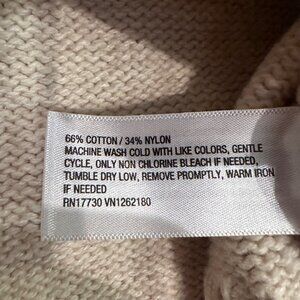 66% COTTON / 34% NYLON
MACHINE WASH COLD WITH LIKE COLORS, GENTLE
CYCLE, ONLY NON CHLORINE BLEACH IF NEEDED,
TUMBLE DRY LOW, REMOVE PROMPTLY, WARM IRON
IF NEEDED
RN17730 VN1262180